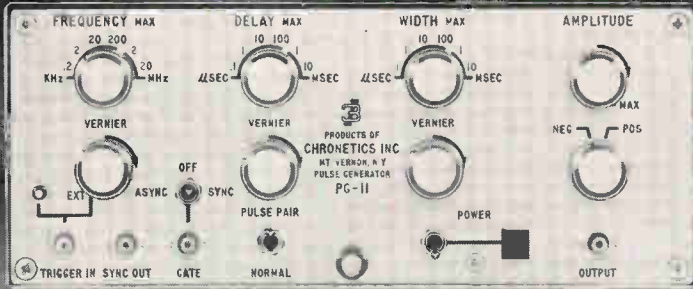 FREQUENCY MAX
DELAY MAX
WIDTH MAX
AMPLITUDE
20 200
2 2
.2 20
KHz MHz
10 100
1 1
.1 10
μSEC MSEC
10 100
1 1
.1 10
μSEC MSEC
MAX
VERNIER
VERNIER
VERNIER
NEG POS
PRODUCTS OF
CHRONETICS INC
MT. VERNON, N.Y
PULSE GENERATOR
PG-11
EXT
OFF
ASYNC SYNC
PULSE PAIR
POWER
TRIGGER IN
SYNC OUT
GATE
NORMAL
OUTPUT